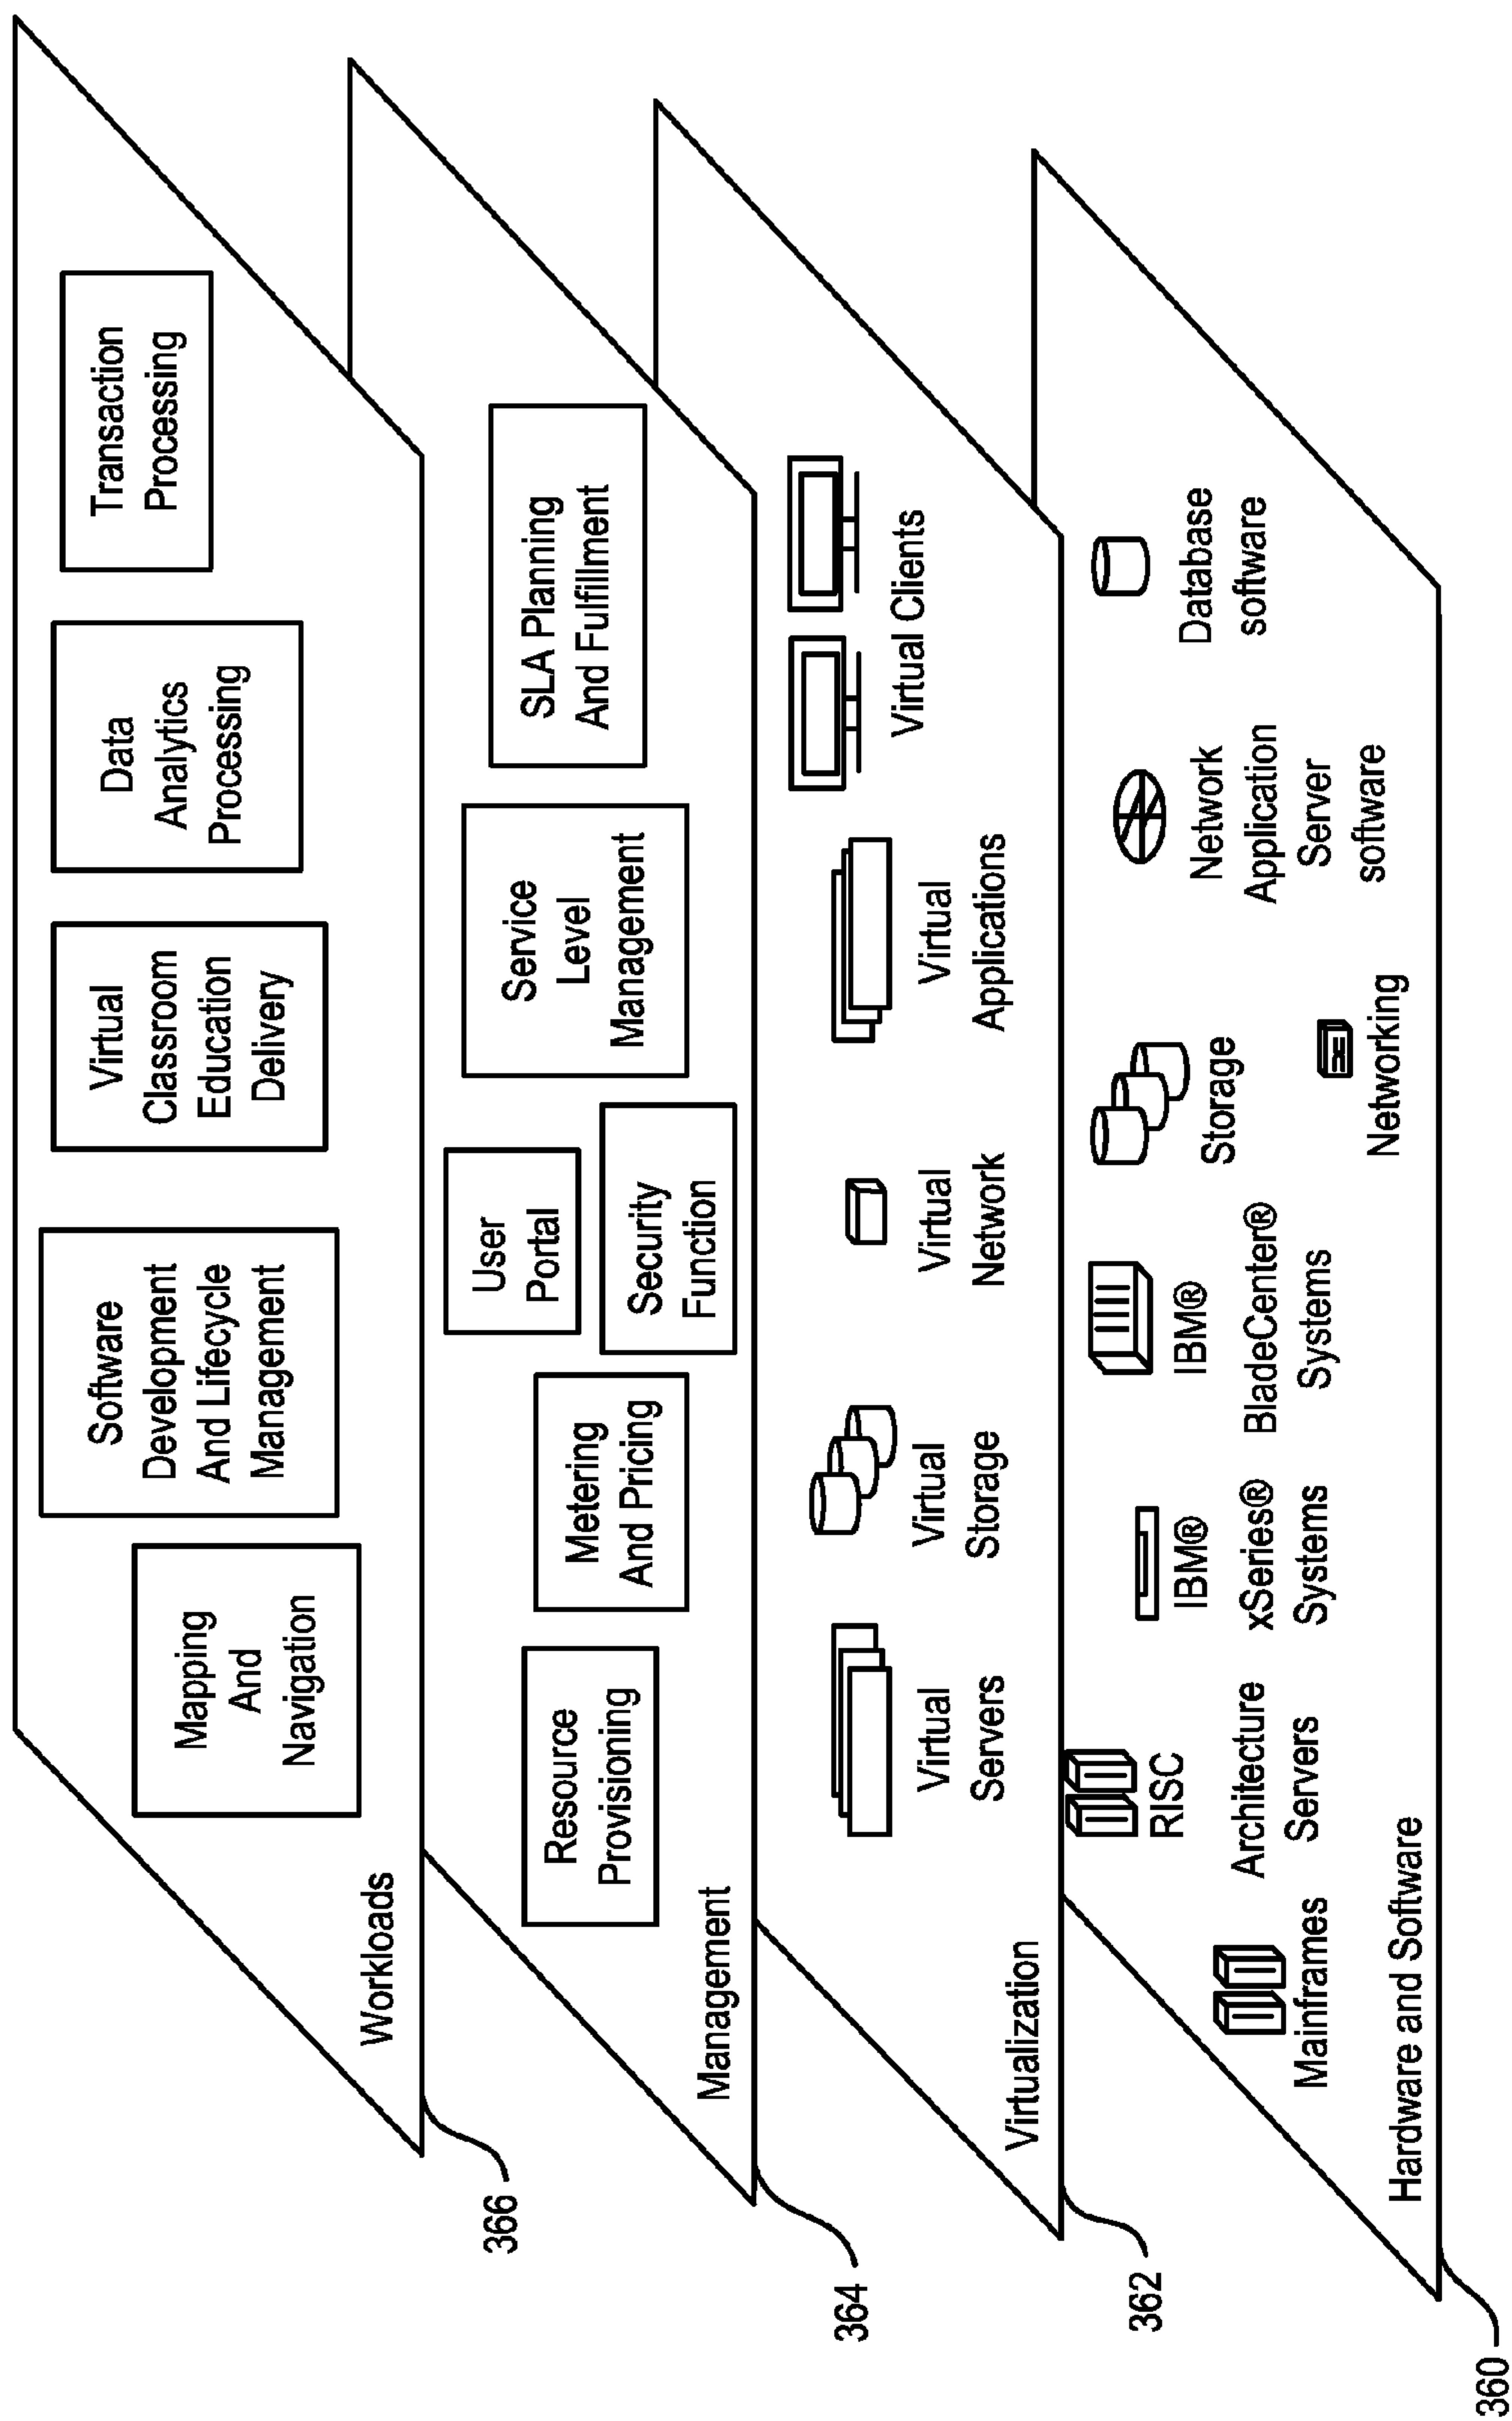 Mapping
And
Navigation
Software
Development
And Lifecycle
Management
Virtual
Classroom
Education
Delivery
Data
Analytics
Processing
Transaction
Processing
Workloads
366
Resource
Provisioning
Metering
And Pricing
User
Portal
Security
Function
Service
Level
Management
SLA Planning
And Fulfillment
Management
364
Virtual
Servers
Virtual
Storage
Virtual
Network
Virtual
Applications
Virtual Clients
Virtualization
362
Mainframes
RISC
Architecture
Servers
IBM®
xSeries®
Systems
IBM®
BladeCenter®
Systems
Storage
Networking
Network
Application
Server
software
Database
software
Hardware and Software
360